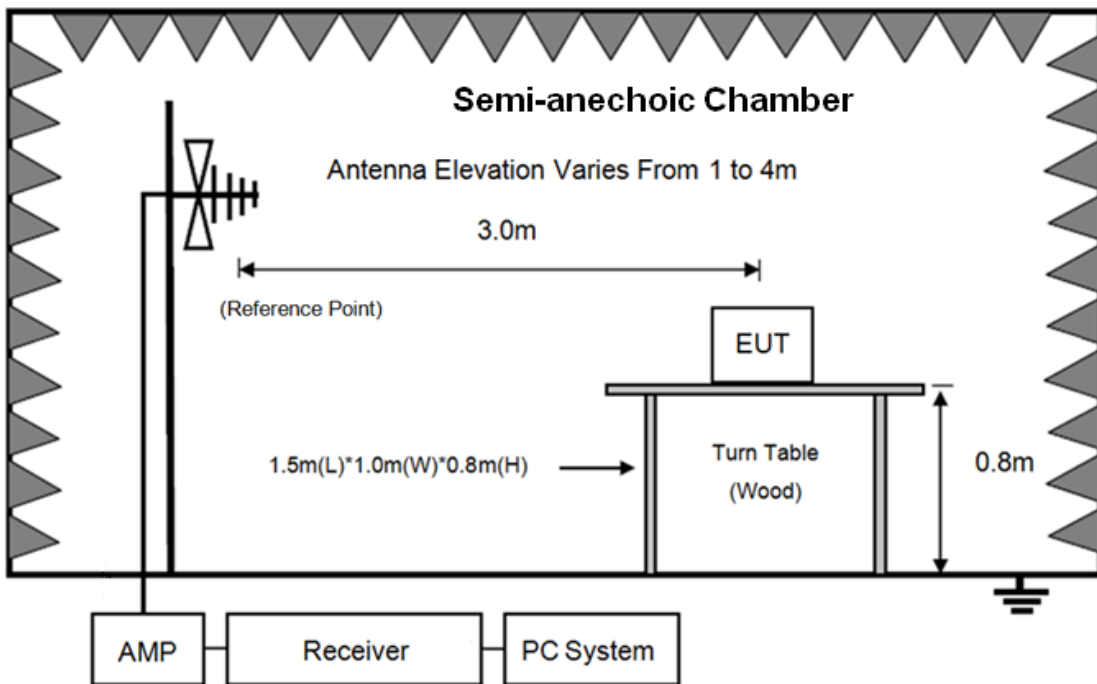 Semi-anechoic Chamber
Antenna Elevation Varies From 1 to 4m
3.0m
(Reference Point)
EUT
1.5m(L)*1.0m(W)*0.8m(H)
Turn Table
(Wood)
0.8m
AMP
Receiver
PC System